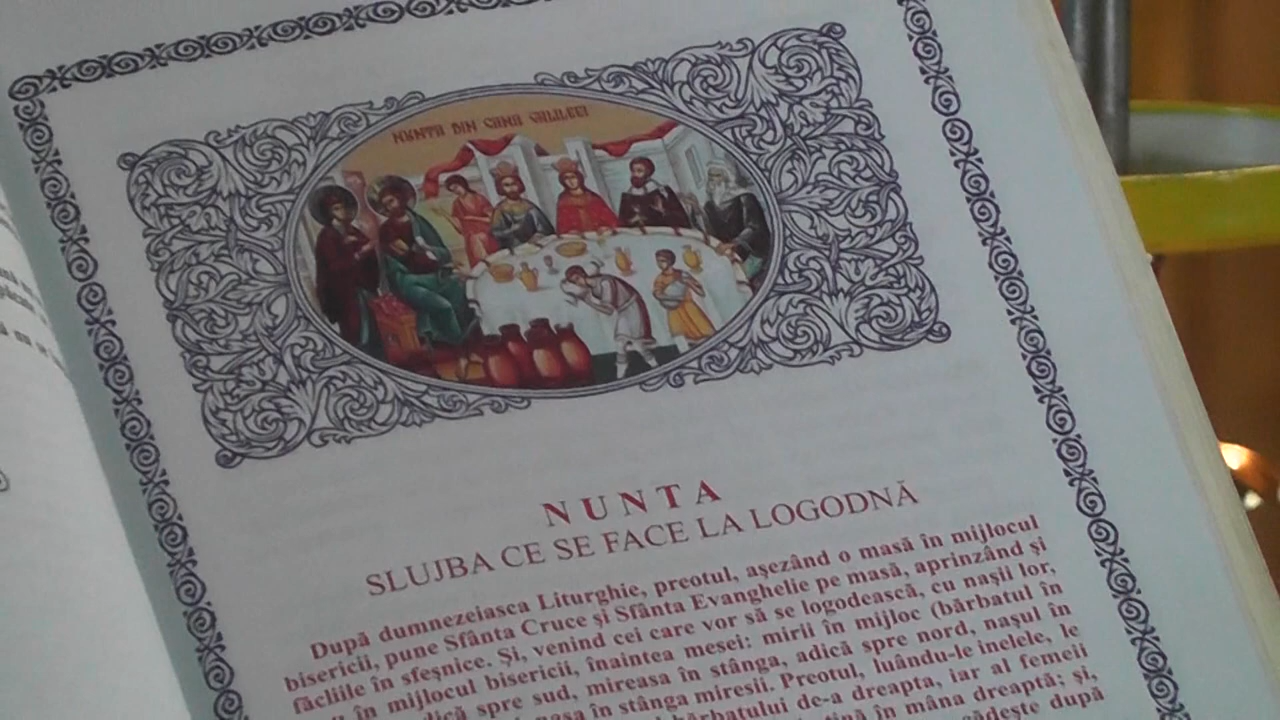 NUNTA DIN CANA GALILEEI
NUNTA
SLUJBA CE SE FACE LA LOGODNĂ
După dumnezeiasca Liturghie, preotul, aşezând o masă în mijlocul
bisericii, pune Sfânta Cruce şi Sfânta Evanghelie pe masă, aprinzând şi
făcliile în sfeşnice. Şi, venind cei care vor să se logodească, cu naşii lor,
în mijlocul bisericii, înaintea mesei: mirii în mijloc (bărbatul în
spre sud, mireasa în stânga, adică spre nord, naşul în
naşa în stânga miresii. Preotul, luându-le inelele, le
bărbatului de-a dreapta, iar al femeii
în mâna dreaptă; şi,
după